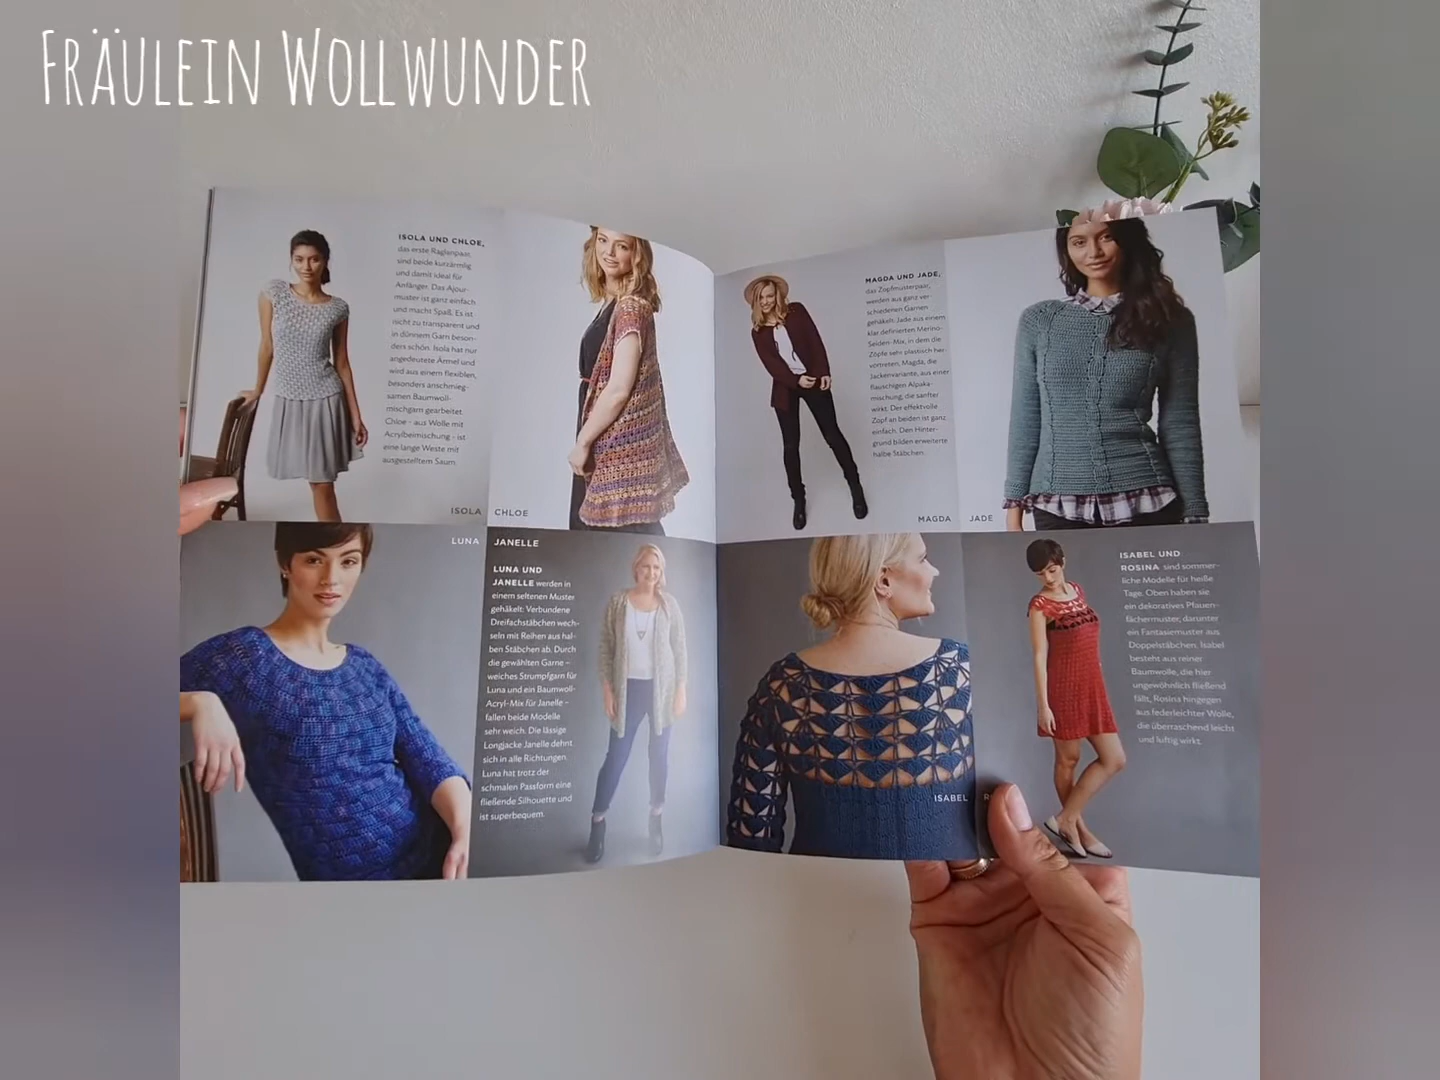 FRÄULEIN WOLLWUNDER
ISOLA UND CHLOE,
das erste Raglanpaar,
sind beide kurzärmlig
und damit ideal für
Anfänger. Das Ajour-
muster ist ganz einfach
und macht Spaß. Es ist
nicht zu transparent und
in dünnem Garn beson-
ders schön. Isola hat nur
angedeutete Ärmel und
wird aus einem flexiblen,
besonders anschmieg-
samen Baumwoll-
mischgarn gearbeitet.
Chloe – aus Wolle mit
Acrylbeimischung – ist
eine lange Weste mit
ausgestelltem Saum.
ISOLA
CHLOE
MAGDA UND JADE,
das Zopfmusterpaar,
werden aus ganz ver-
schiedenen Garnen
gehäkelt: Jade aus einem
klar definierten Merino-
Seiden-Mix, in dem die
Zöpfe sehr plastisch her-
vortreten, Magda, die
Jackenvariante, aus einer
flauschigen Alpaka-
mischung, die sanfter
wirkt. Der effektvolle
Zopf an beiden ist ganz
einfach. Den Hinter-
grund bilden erweiterte
halbe Stäbchen.
MAGDA
JADE
LUNA
JANELLE
LUNA UND
JANELLE werden in
einem seltenen Muster
gehäkelt: Verbundene
Dreifachstäbchen wech-
seln mit Reihen aus hal-
ben Stäbchen ab. Durch
die gewählten Garne –
weiches Strumpfgarn für
Luna und ein Baumwoll-
Acryl-Mix für Janelle –
fallen beide Modelle
sehr weich. Die lässige
Longjacke Janelle dehnt
sich in alle Richtungen.
Luna hat trotz der
schmalen Passform eine
fließende Silhouette und
ist superbequem.
ISABEL UND
ROSINA sind sommer-
liche Modelle für heiße
Tage. Oben haben sie
ein dekoratives Pfauen-
fächermuster, darunter
ein Fantasiemuster aus
Doppelstäbchen. Isabel
besteht aus reiner
Baumwolle, die hier
ungewöhnlich fließend
fällt, Rosina hingegen
aus federleichter Wolle,
die überraschend leicht
und luftig wirkt.
ISABEL
R